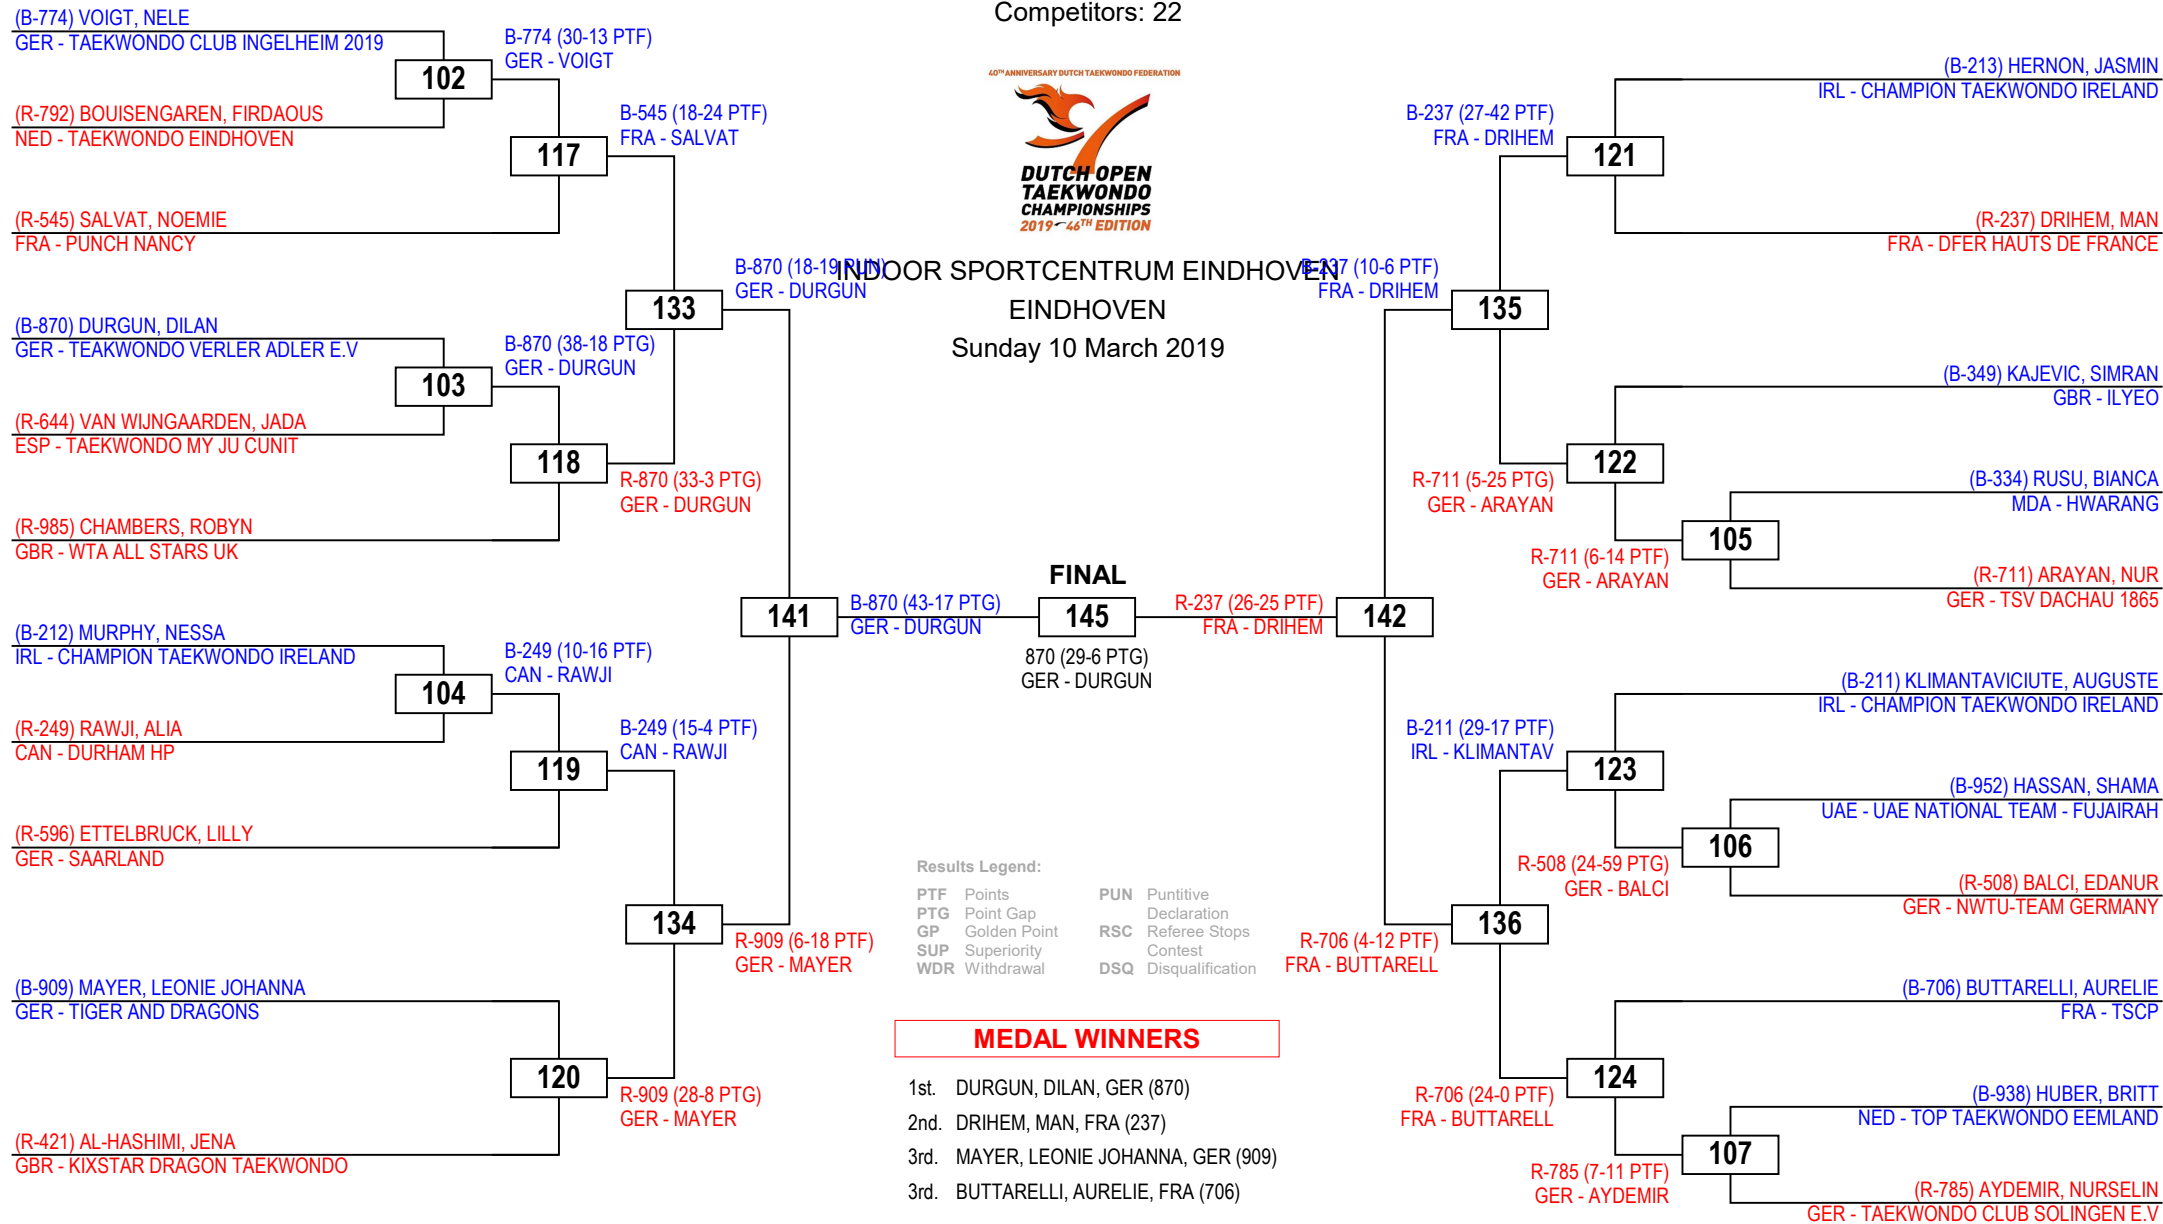 Competitors: 22
40TH ANNIVERSARY DUTCH TAEKWONDO FEDERATION
DUTCH OPEN
TAEKWONDO
CHAMPIONSHIPS
2019 46TH EDITION
INDOOR SPORTCENTRUM EINDHOVEN
EINDHOVEN
Sunday 10 March 2019
(B-774) VOIGT, NELE
GER - TAEKWONDO CLUB INGELHEIM 2019
102
(R-792) BOUISENGAREN, FIRDAOUS
NED - TAEKWONDO EINDHOVEN
B-774 (30-13 PTF)
GER - VOIGT
117
(R-545) SALVAT, NOEMIE
FRA - PUNCH NANCY
B-545 (18-24 PTF)
FRA - SALVAT
133
B-870 (18-19 PUN)
GER - DURGUN
(B-870) DURGUN, DILAN
GER - TEAKWONDO VERLER ADLER E.V
103
(R-644) VAN WIJNGAARDEN, JADA
ESP - TAEKWONDO MY JU CUNIT
B-870 (38-18 PTG)
GER - DURGUN
118
(R-985) CHAMBERS, ROBYN
GBR - WTA ALL STARS UK
R-870 (33-3 PTG)
GER - DURGUN
141
B-870 (43-17 PTG)
GER - DURGUN
(B-212) MURPHY, NESSA
IRL - CHAMPION TAEKWONDO IRELAND
104
(R-249) RAWJI, ALIA
CAN - DURHAM HP
B-249 (10-16 PTF)
CAN - RAWJI
119
(R-596) ETTELBRUCK, LILLY
GER - SAARLAND
B-249 (15-4 PTF)
CAN - RAWJI
134
R-909 (6-18 PTF)
GER - MAYER
(B-909) MAYER, LEONIE JOHANNA
GER - TIGER AND DRAGONS
120
(R-421) AL-HASHIMI, JENA
GBR - KIXSTAR DRAGON TAEKWONDO
R-909 (28-8 PTG)
GER - MAYER
FINAL
145
870 (29-6 PTG)
GER - DURGUN
R-237 (26-25 PTF)
FRA - DRIHEM
142
(B-213) HERNON, JASMIN
IRL - CHAMPION TAEKWONDO IRELAND
121
(R-237) DRIHEM, MAN
FRA - DFER HAUTS DE FRANCE
B-237 (27-42 PTF)
FRA - DRIHEM
135
B-237 (10-6 PTF)
FRA - DRIHEM
(B-349) KAJEVIC, SIMRAN
GBR - ILYEO
122
R-711 (5-25 PTG)
GER - ARAYAN
(B-334) RUSU, BIANCA
MDA - HWARANG
105
(R-711) ARAYAN, NUR
GER - TSV DACHAU 1865
R-711 (6-14 PTF)
GER - ARAYAN
(B-211) KLIMANTAVICIUTE, AUGUSTE
IRL - CHAMPION TAEKWONDO IRELAND
123
B-211 (29-17 PTF)
IRL - KLIMANTAV
(B-952) HASSAN, SHAMA
UAE - UAE NATIONAL TEAM - FUJAIRAH
106
(R-508) BALCI, EDANUR
GER - NWTU-TEAM GERMANY
R-508 (24-59 PTG)
GER - BALCI
136
R-706 (4-12 PTF)
FRA - BUTTARELL
(B-706) BUTTARELLI, AURELIE
FRA - TSCP
124
R-706 (24-0 PTF)
FRA - BUTTARELL
(B-938) HUBER, BRITT
NED - TOP TAEKWONDO EEMLAND
107
(R-785) AYDEMIR, NURSELIN
GER - TAEKWONDO CLUB SOLINGEN E.V
R-785 (7-11 PTF)
GER - AYDEMIR
Results Legend:
PTF Points
PTG Point Gap
GP Golden Point
SUP Superiority
WDR Withdrawal
PUN Puntitive
Declaration
RSC Referee Stops
Contest
DSQ Disqualification
MEDAL WINNERS
1st. DURGUN, DILAN, GER (870)
2nd. DRIHEM, MAN, FRA (237)
3rd. MAYER, LEONIE JOHANNA, GER (909)
3rd. BUTTARELLI, AURELIE, FRA (706)